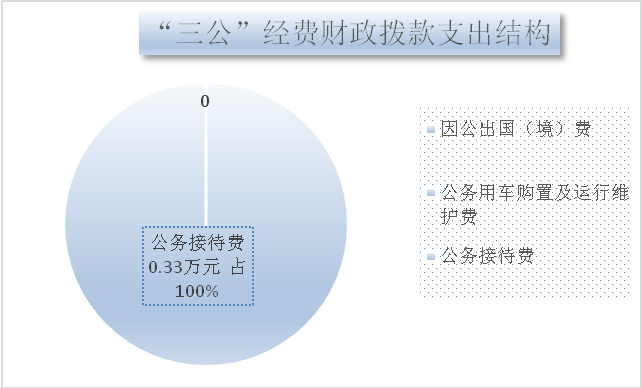 “三公”经费财政拨款支出结构
0
公务接待费
0.33万元 占
100%
因公出国（境）费
公务用车购置及运行维
护费
公务接待费